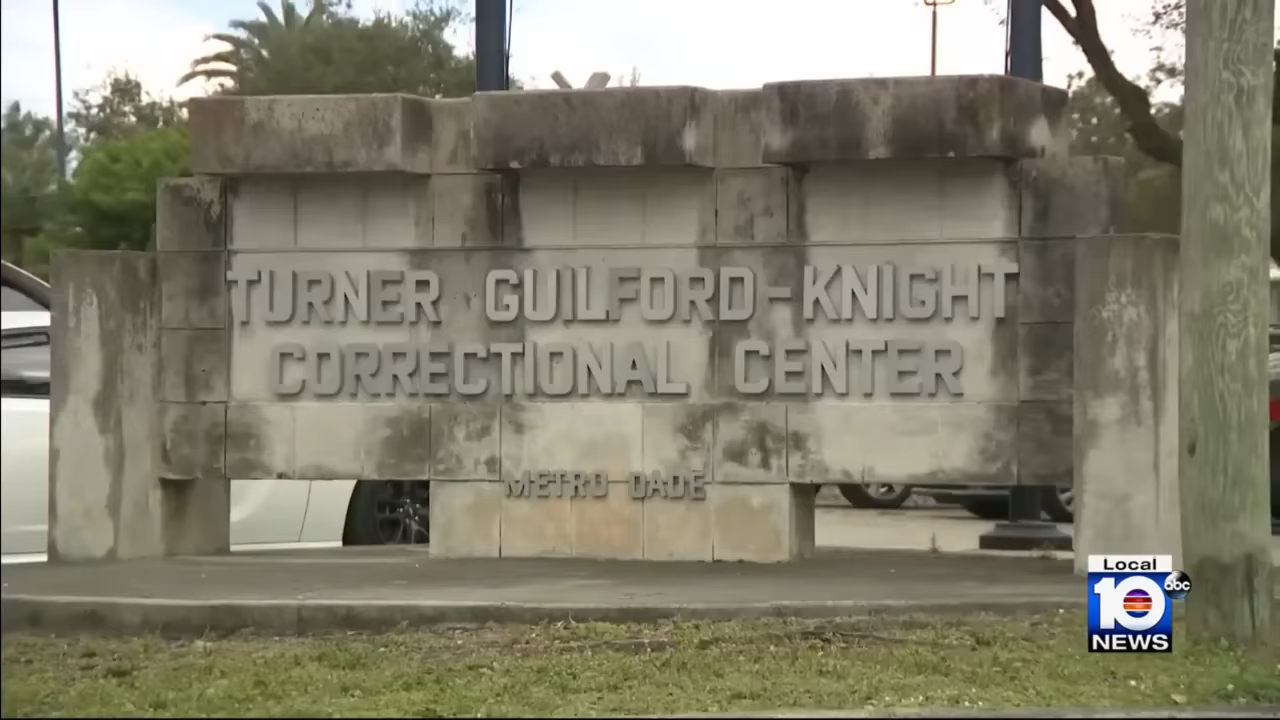 TURNER GUILFORD-KNIGHT
CORRECTIONAL CENTER
METRO DADE
Local
10
abc
NEWS